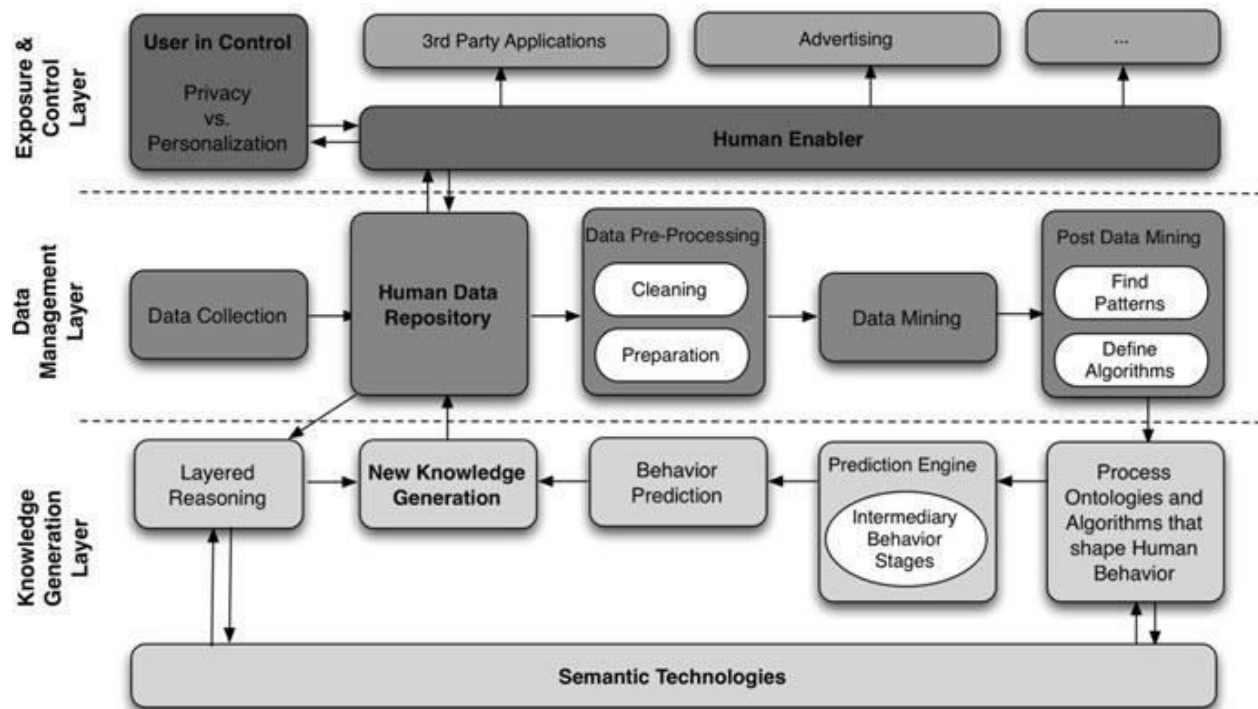 Exposure &
Control
Layer
User in Control
Privacy
vs.
Personalization
3rd Party Applications
Advertising
...
Human Enabler
Data
Management
Layer
Data Collection
Human Data
Repository
Data Pre-Processing
Cleaning
Preparation
Data Mining
Post Data Mining
Find
Patterns
Define
Algorithms
Knowledge
Generation
Layer
Layered
Reasoning
New Knowledge
Generation
Behavior
Prediction
Prediction Engine
Intermediary
Behavior
Stages
Process
Ontologies and
Algorithms that
shape Human
Behavior
Semantic Technologies